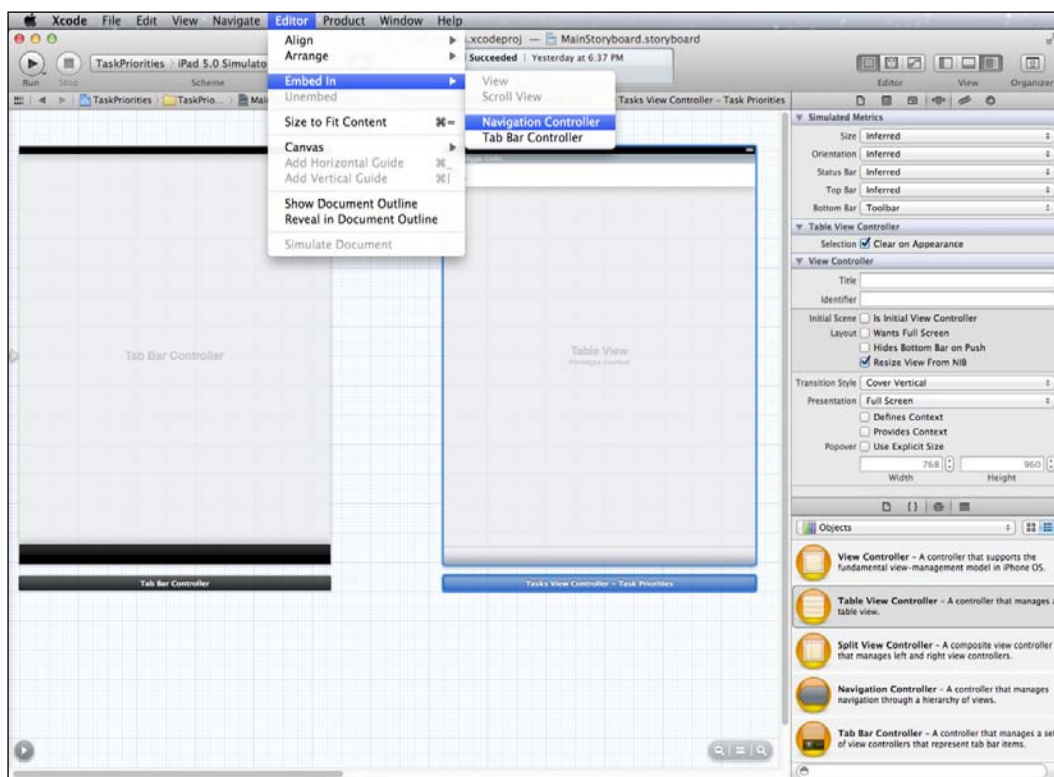 Xcode File Edit View Navigate Editor Product Window Help
.xcodeproj — MainStoryboard.storyboard
TaskPriorities iPad 5.0 Simulato
Succeeded Yesterday at 6:37 PM
Run Stop Scheme Editor View Organizer
TaskPriorities TaskPrio... Mai
Tasks View Controller - Task Priorities
Align
Arrange
Embed In
Unembed
Size to Fit Content ⌘=
Canvas
Add Horizontal Guide ⌘_
Add Vertical Guide ⌘|
Show Document Outline
Reveal in Document Outline
Simulate Document
View
Scroll View
Navigation Controller
Tab Bar Controller
Tab Bar Controller
Table View
Prototype Content
Tab Bar Controller
Tasks View Controller - Task Priorities
Simulated Metrics
Size Inferred
Orientation Inferred
Status Bar Inferred
Top Bar Inferred
Bottom Bar Toolbar
Table View Controller
Selection Clear on Appearance
View Controller
Title
Identifier
Initial Scene Is Initial View Controller
Layout Wants Full Screen
Hides Bottom Bar on Push
Resize View From NIB
Transition Style Cover Vertical
Presentation Full Screen
Defines Context
Provides Context
Popover Use Explicit Size
768 960
Width Height
Objects
View Controller - A controller that supports the
fundamental view-management model in iPhone OS.
Table View Controller - A controller that manages a
table view.
Split View Controller - A composite view controller
that manages left and right view controllers.
Navigation Controller - A controller that manages
navigation through a hierarchy of views.
Tab Bar Controller - A controller that manages a set
of view controllers that represent tab bar items.